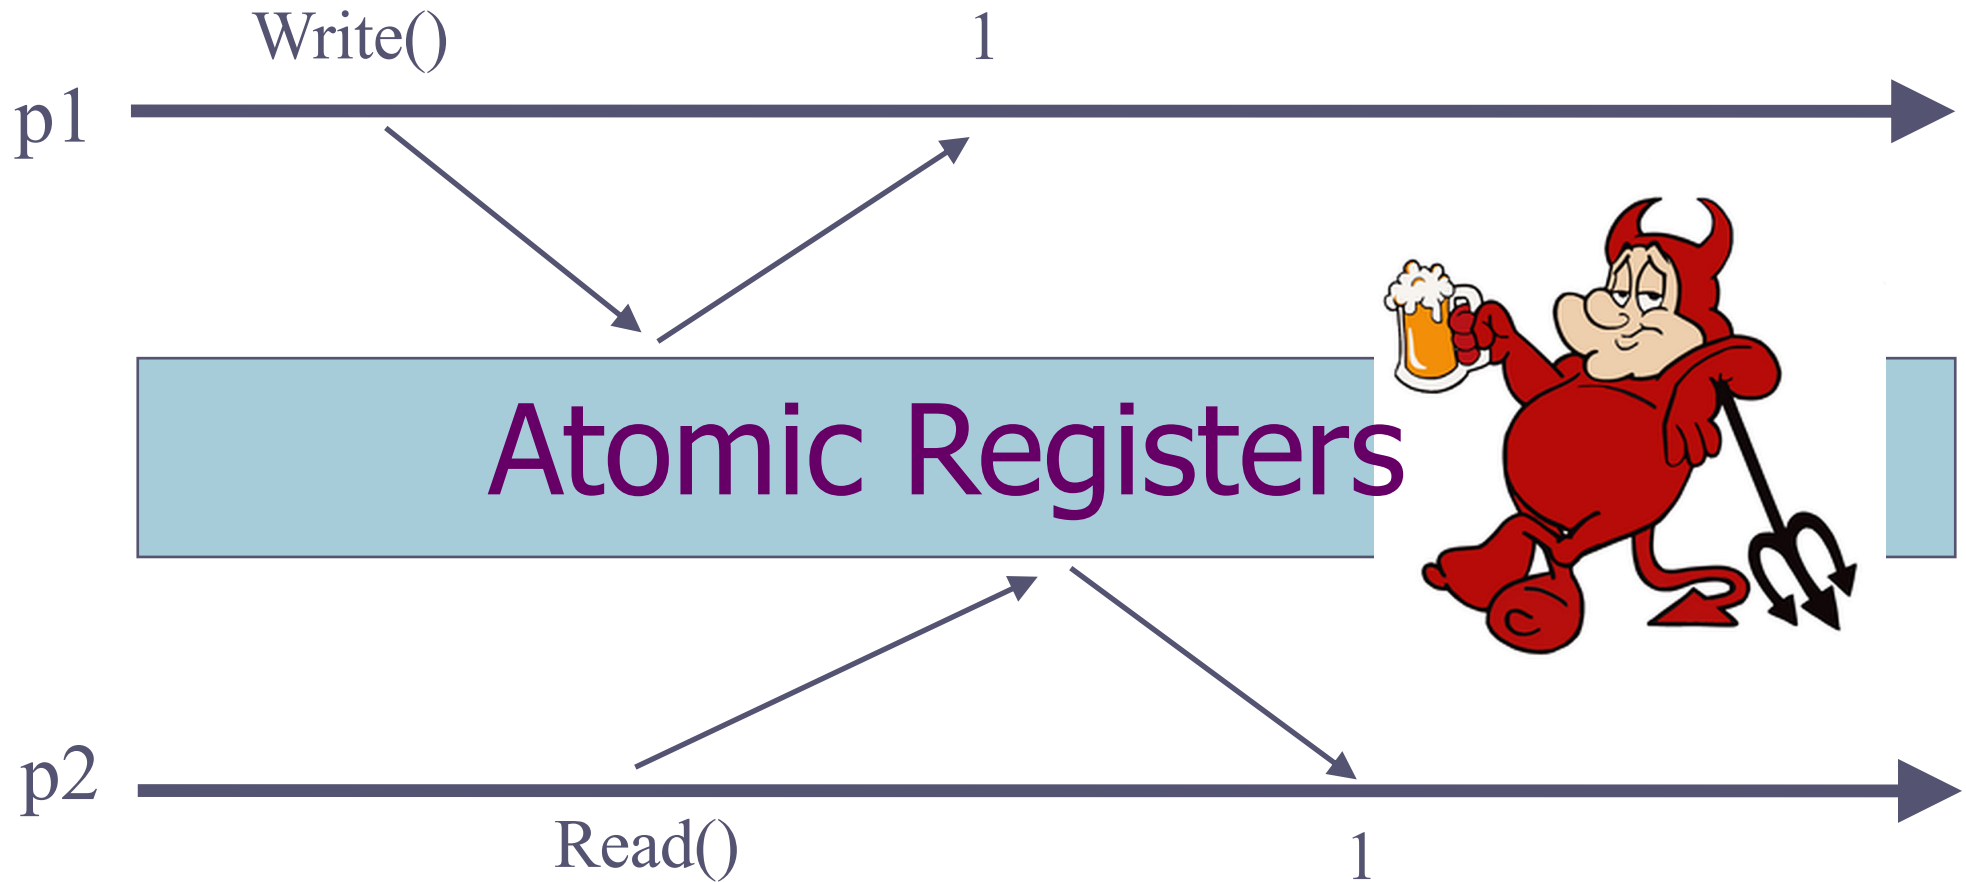 Write() 1
p1
Atomic Registers
p2
Read() 1